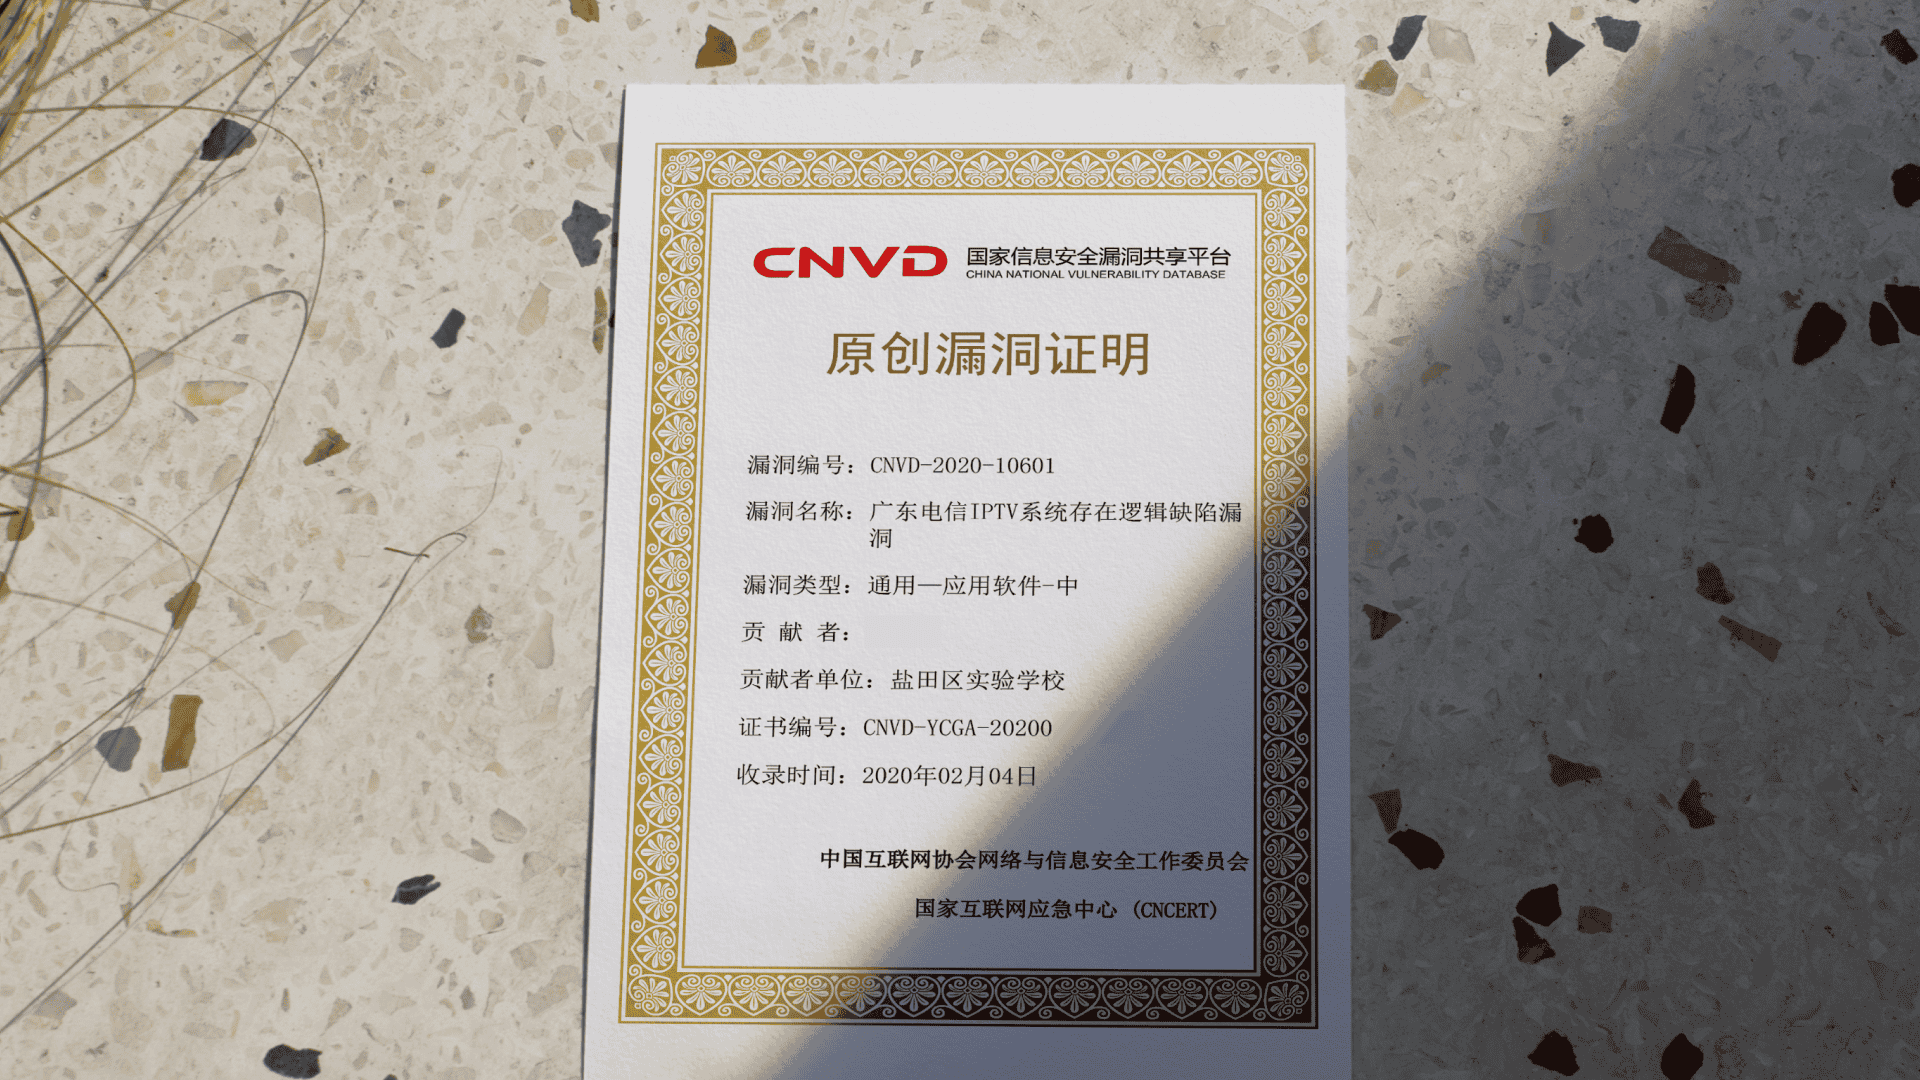 CNVD 国家信息安全漏洞共享平台
CHINA NATIONAL VULNERABILITY DATABASE
原创漏洞证明
漏洞编号：CNVD-2020-10601
漏洞名称：广东电信IPTV系统存在逻辑缺陷漏
洞
漏洞类型：通用—应用软件-中
贡 献 者：
贡献者单位：盐田区实验学校
证书编号：CNVD-YCGA-20200
收录时间：2020年02月04日
中国互联网协会网络与信息安全工作委员会
国家互联网应急中心 (CNCERT)